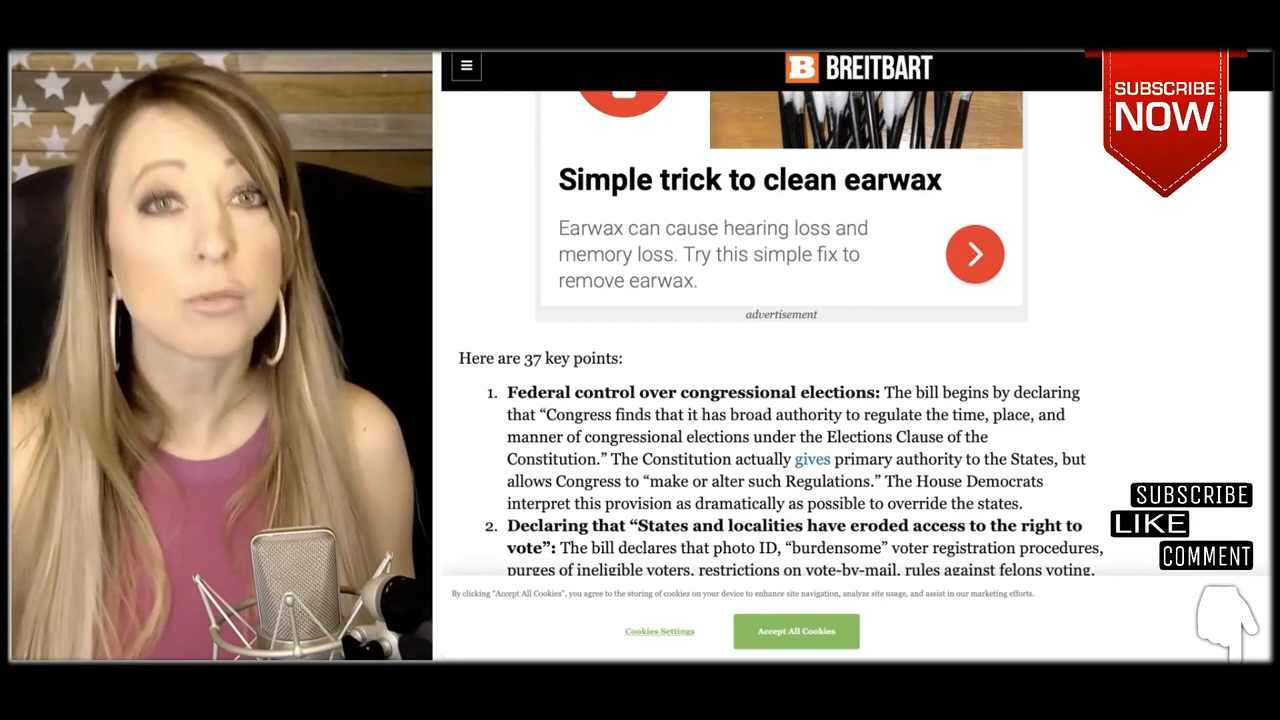 BREITBART
SUBSCRIBE
NOW
Simple trick to clean earwax
Earwax can cause hearing loss and
memory loss. Try this simple fix to
remove earwax.
advertisement
Here are 37 key points:
1. Federal control over congressional elections: The bill begins by declaring
that “Congress finds that it has broad authority to regulate the time, place, and
manner of congressional elections under the Elections Clause of the
Constitution.” The Constitution actually gives primary authority to the States, but
allows Congress to “make or alter such Regulations.” The House Democrats
interpret this provision as dramatically as possible to override the states.
2. Declaring that “States and localities have eroded access to the right to
vote”: The bill declares that photo ID, “burdensome” voter registration procedures,
purges of ineligible voters, restrictions on vote-by-mail, rules against felons voting,
SUBSCRIBE
LIKE
COMMENT
By clicking “Accept All Cookies”, you agree to the storing of cookies on your device to enhance site navigation, analyze site usage, and assist in our marketing efforts.
Cookies Settings
Accept All Cookies